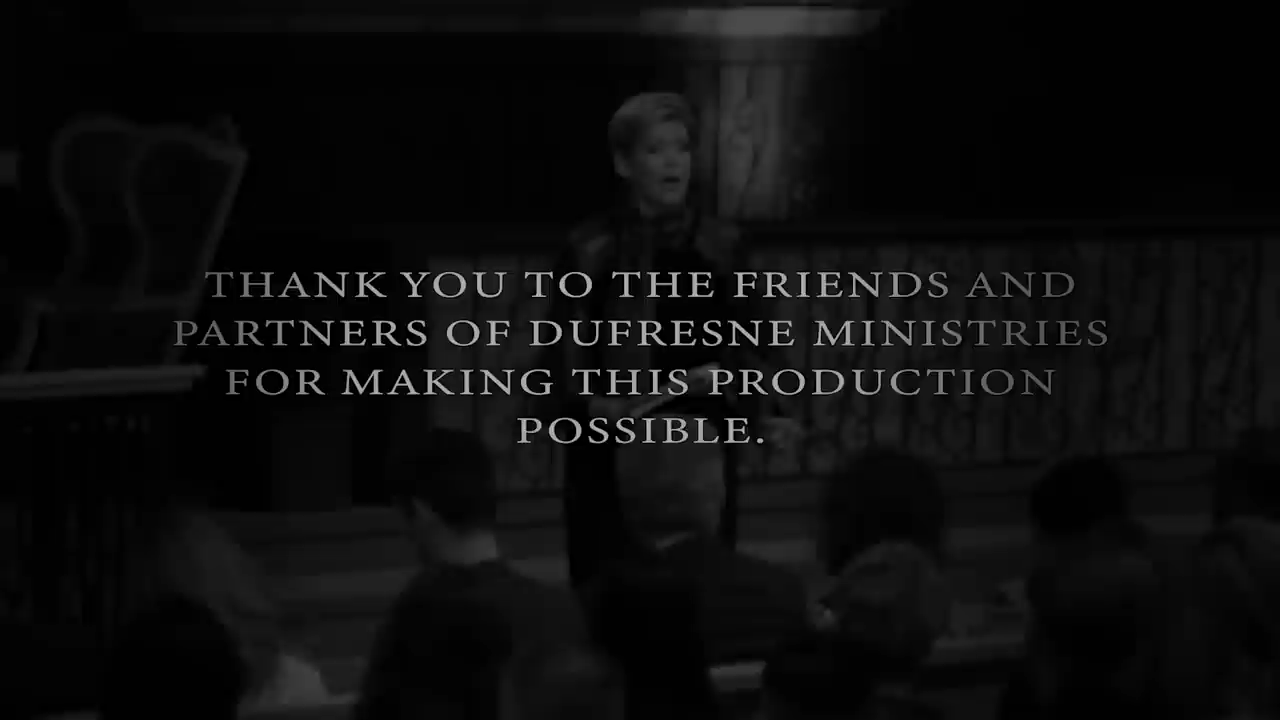 THANK YOU TO THE FRIENDS AND
PARTNERS OF DUFRESNE MINISTRIES
FOR MAKING THIS PRODUCTION
POSSIBLE.